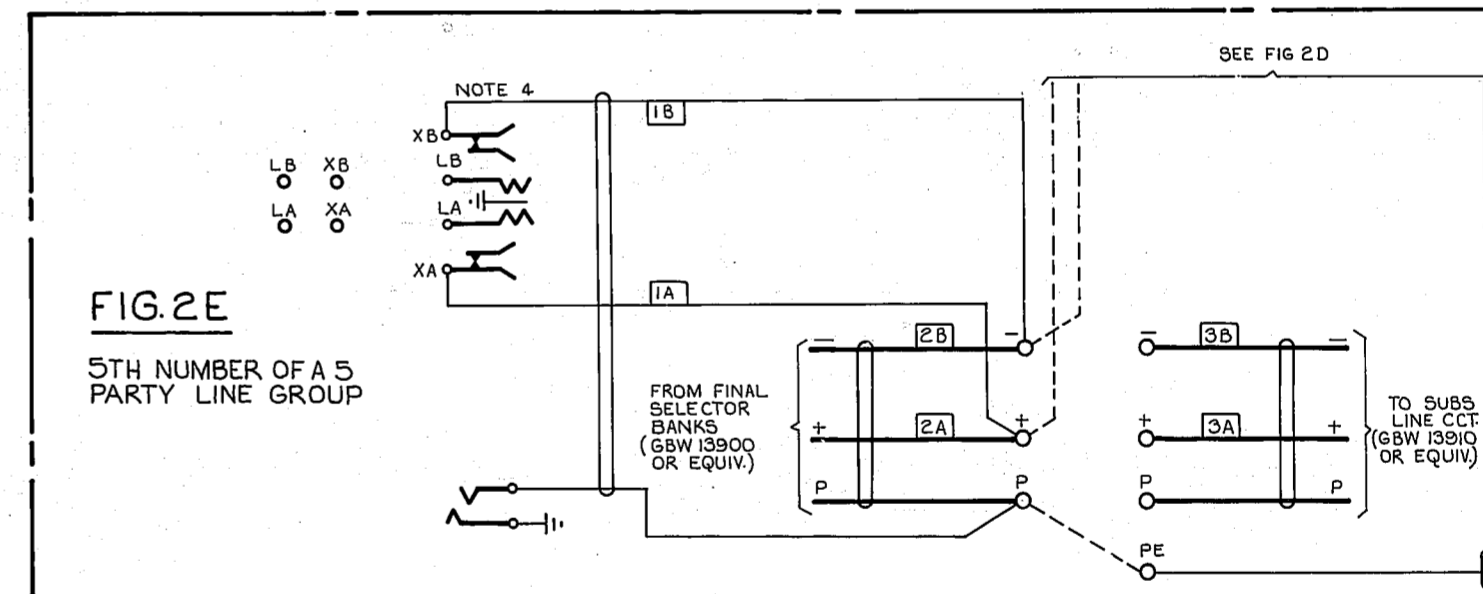 SEE FIG 2D
NOTE 4
1B
XB
LB
LB XB
LA
LA XA
XA
1A
FIG. 2E
5TH NUMBER OF A 5
PARTY LINE GROUP
FROM FINAL
SELECTOR
BANKS
(GBW 13900
OR EQUIV.)
− 2B −
+ 2A +
P P
− 3B −
+ 3A +
P P
TO SUBS
LINE CCT.
(GBW 13910
OR EQUIV.)
PE